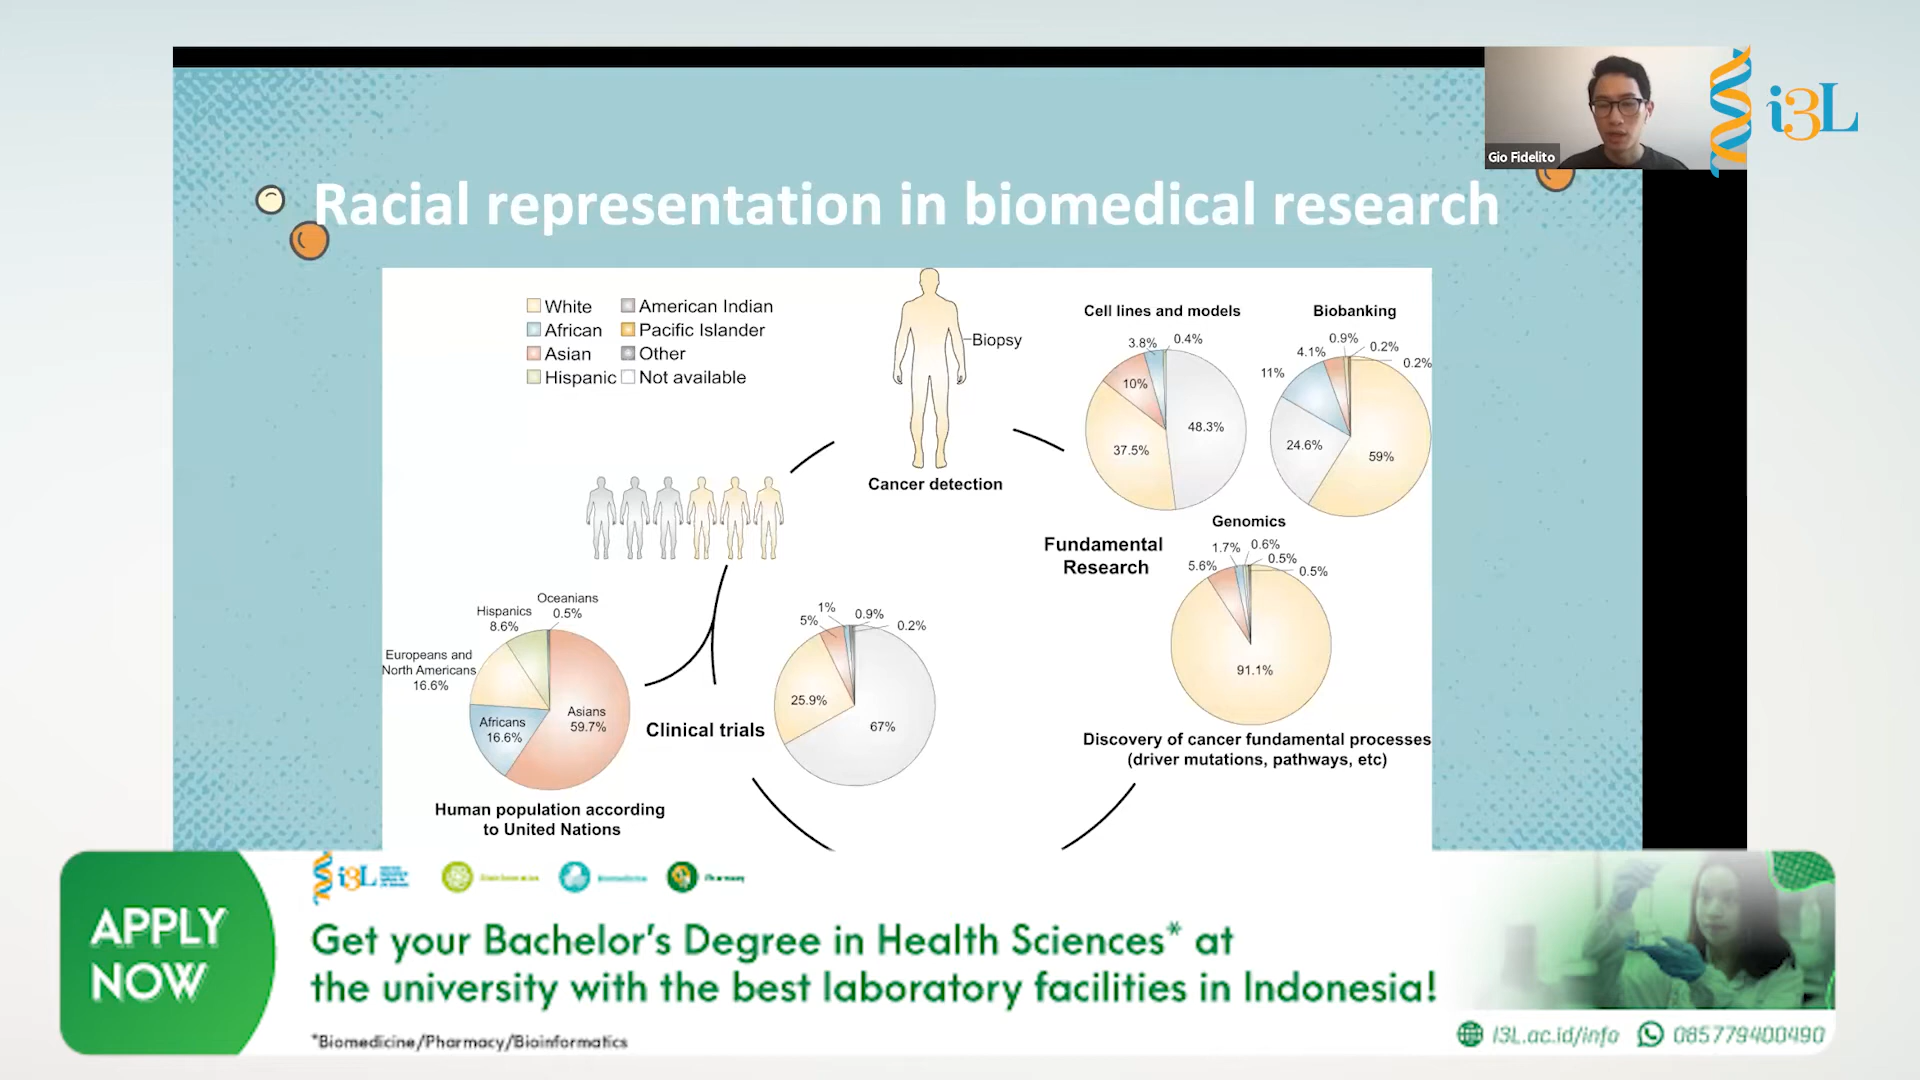 i3L
Gio Fidelito
Racial representation in biomedical research
White
African
Asian
Hispanic
American Indian
Pacific Islander
Other
Not available
Biopsy
Cancer detection
Cell lines and models
3.8%
0.4%
10%
48.3%
37.5%
Biobanking
0.9%
0.2%
4.1%
0.2%
11%
24.6%
59%
Fundamental
Research
Genomics
0.6%
1.7%
0.5%
5.6%
0.5%
91.1%
Discovery of cancer fundamental processes
(driver mutations, pathways, etc)
Oceanians
0.5%
Hispanics
8.6%
Europeans and
North Americans
16.6%
Africans
16.6%
Asians
59.7%
Human population according
to United Nations
Clinical trials
1%
5%
0.9%
0.2%
25.9%
67%
APPLY
NOW
i3L
Biomedicine
Pharmacy
Get your Bachelor's Degree in Health Sciences* at
the university with the best laboratory facilities in Indonesia!
*Biomedicine/Pharmacy/Bioinformatics
i3L.ac.id/info
085779400490